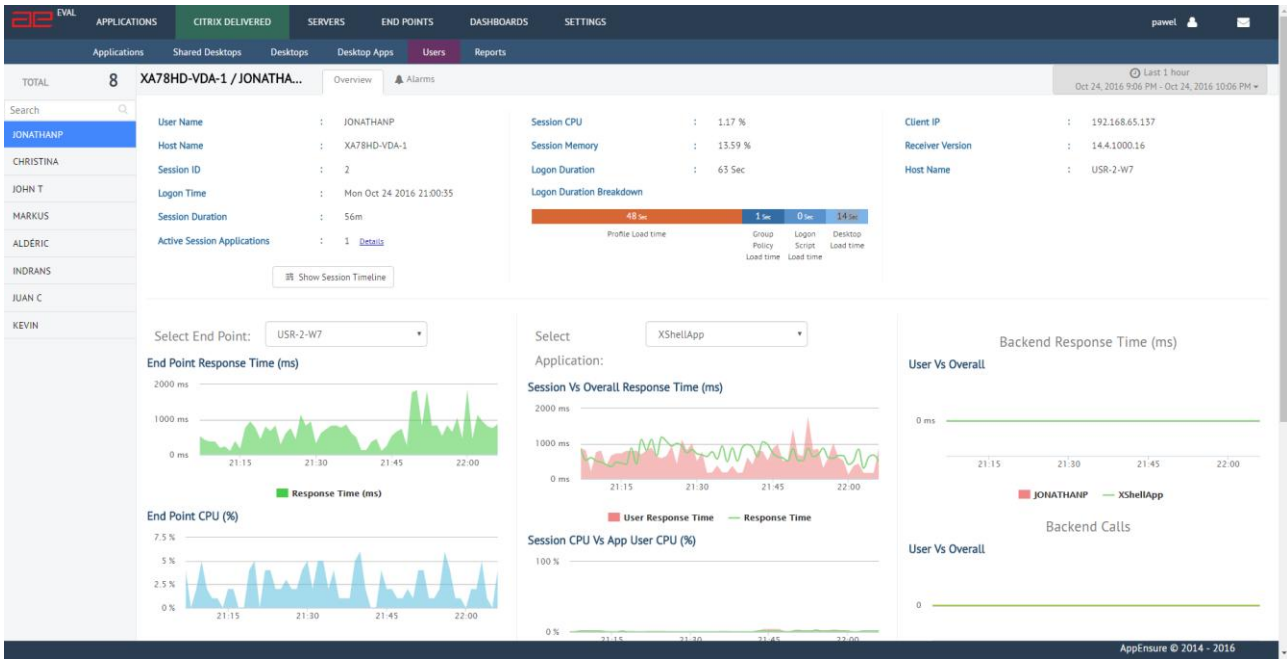 ae EVAL APPLICATIONS CITRIX DELIVERED SERVERS END POINTS DASHBOARDS SETTINGS pawel
Applications Shared Desktops Desktops Desktop Apps Users Reports
TOTAL 8
Search
JONATHANP
CHRISTINA
JOHN T
MARKUS
ALDÉRIC
INDRANS
JUAN C
KEVIN
XA78HD-VDA-1 / JONATHA... Overview Alarms
Last 1 hour
Oct 24, 2016 9:06 PM - Oct 24, 2016 10:06 PM
User Name : JONATHANP
Host Name : XA78HD-VDA-1
Session ID : 2
Logon Time : Mon Oct 24 2016 21:00:35
Session Duration : 56m
Active Session Applications : 1 Details
Show Session Timeline
Session CPU : 1.17 %
Session Memory : 13.59 %
Logon Duration : 63 Sec
Logon Duration Breakdown
48 Sec 1 Sec 0 Sec 14 Sec
Profile Load time
Group Policy Load time
Logon Script Load time
Desktop Load time
Client IP : 192.168.65.137
Receiver Version : 14.4.1000.16
Host Name : USR-2-W7
Select End Point: USR-2-W7
End Point Response Time (ms)
2000 ms
1000 ms
0 ms
21:15 21:30 21:45 22:00
Response Time (ms)
End Point CPU (%)
7.5 %
5 %
2.5 %
0 %
21:15 21:30 21:45 22:00
Select Application: XShellApp
Session Vs Overall Response Time (ms)
2000 ms
1000 ms
0 ms
21:15 21:30 21:45 22:00
User Response Time Response Time
Session CPU Vs App User CPU (%)
100 %
0 %
21:15 21:30 21:45 22:00
Backend Response Time (ms)
User Vs Overall
0 ms
21:15 21:30 21:45 22:00
JONATHANP XShellApp
Backend Calls
User Vs Overall
0
AppEnsure © 2014 - 2016